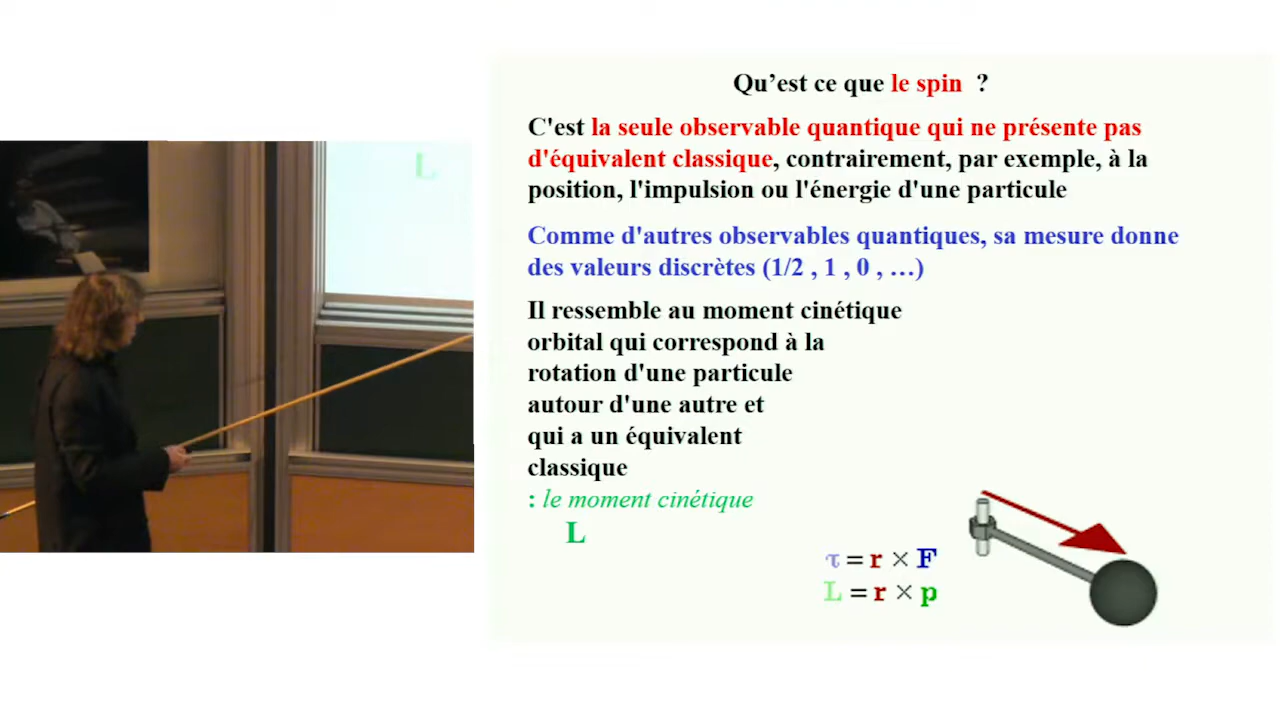 L
Qu’est ce que le spin ?
C'est la seule observable quantique qui ne présente pas
d'équivalent classique, contrairement, par exemple, à la
position, l'impulsion ou l'énergie d'une particule
Comme d'autres observables quantiques, sa mesure donne
des valeurs discrètes (1/2 , 1 , 0 , …)
Il ressemble au moment cinétique
orbital qui correspond à la
rotation d'une particule
autour d'une autre et
qui a un équivalent
classique
: le moment cinétique
L
τ = r × F
L = r × p